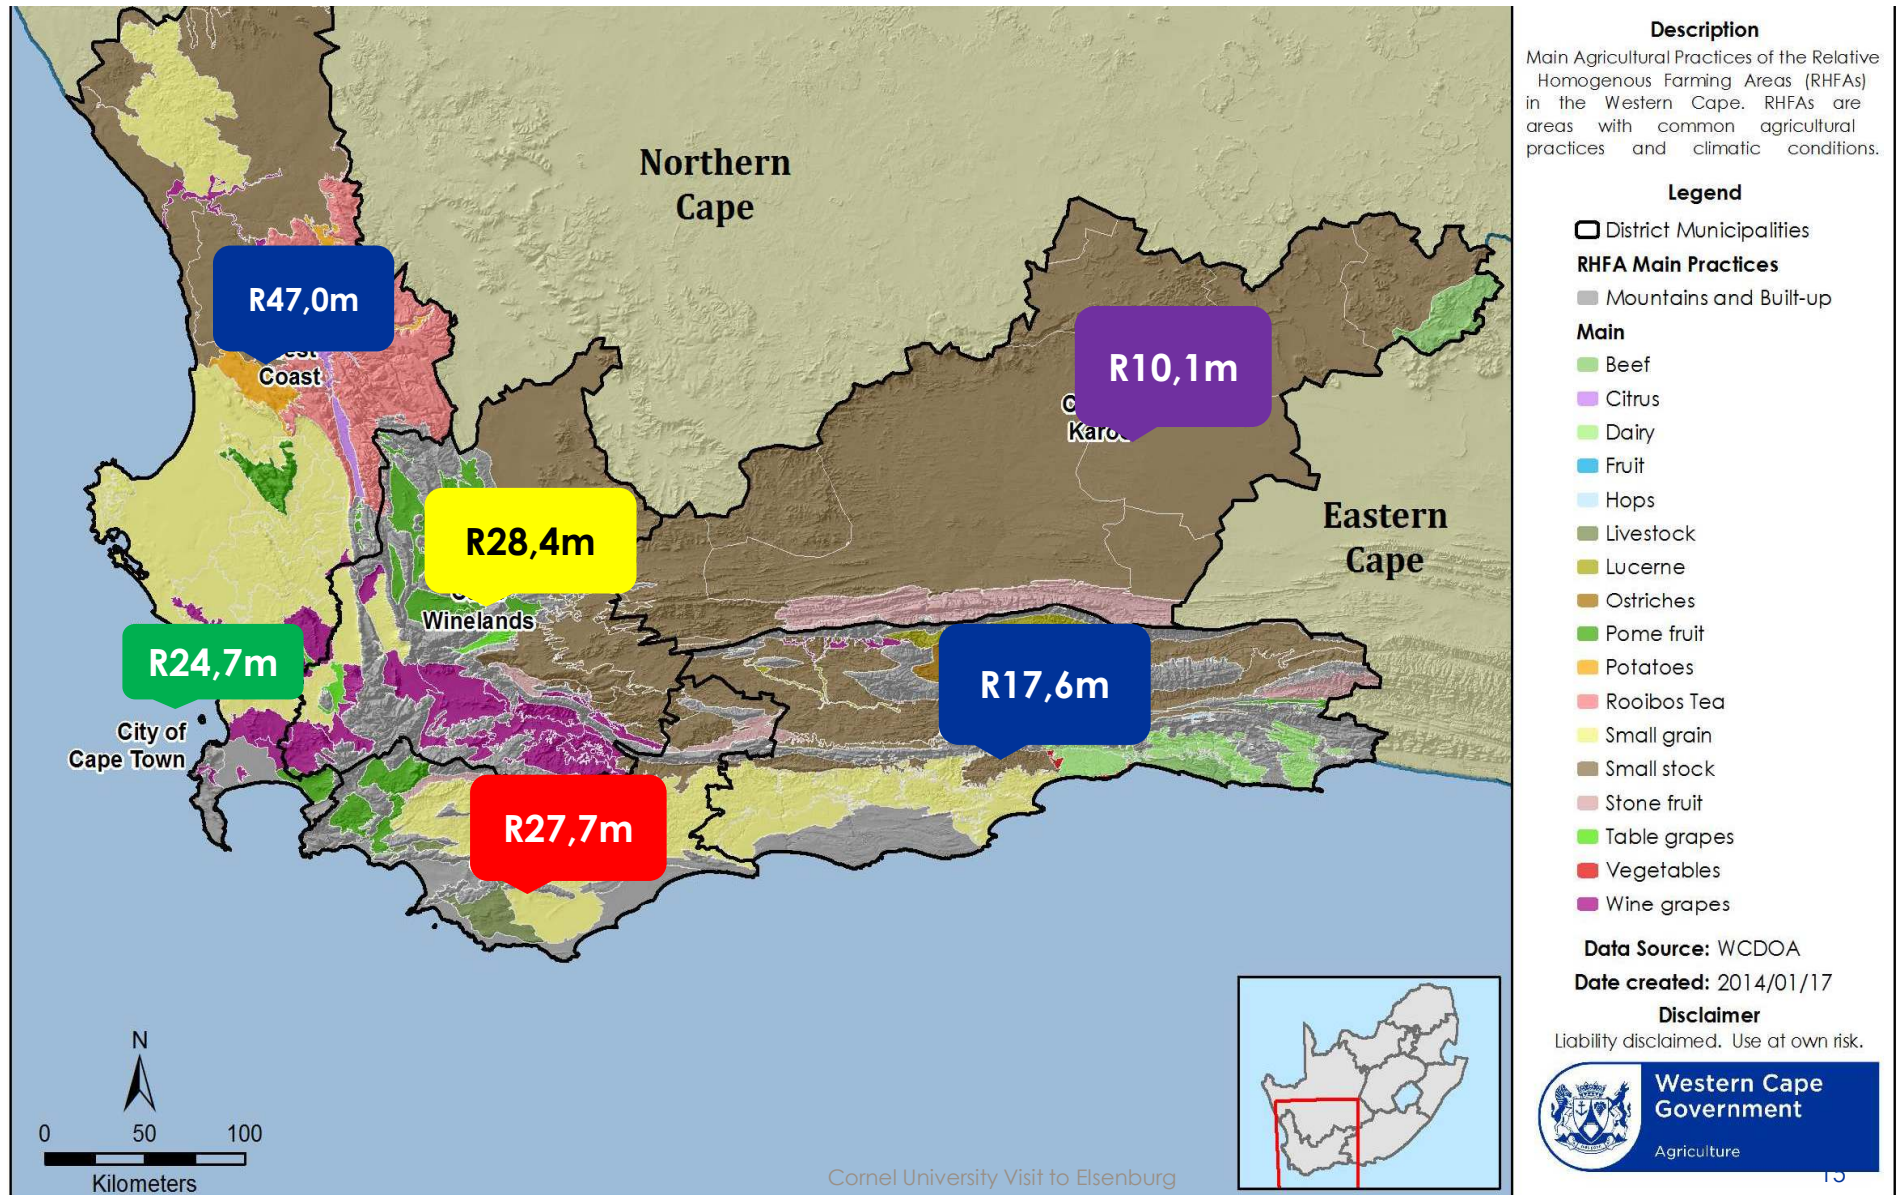 Northern
Cape
R47,0m
Coast
R10,1m
R28,4m
Winelands
Eastern
Cape
R24,7m
City of
Cape Town
R17,6m
R27,7m
N
0 50 100
Kilometers
Cornel University Visit to Elsenburg
Description
Main Agricultural Practices of the Relative
Homogenous Farming Areas (RHFAs)
in the Western Cape. RHFAs are
areas with common agricultural
practices and climatic conditions.
Legend
District Municipalities
RHFA Main Practices
Mountains and Built-up
Main
Beef
Citrus
Dairy
Fruit
Hops
Livestock
Lucerne
Ostriches
Pome fruit
Potatoes
Rooibos Tea
Small grain
Small stock
Stone fruit
Table grapes
Vegetables
Wine grapes
Data Source: WCDOA
Date created: 2014/01/17
Disclaimer
Liability disclaimed. Use at own risk.
Western Cape
Government
Agriculture
15